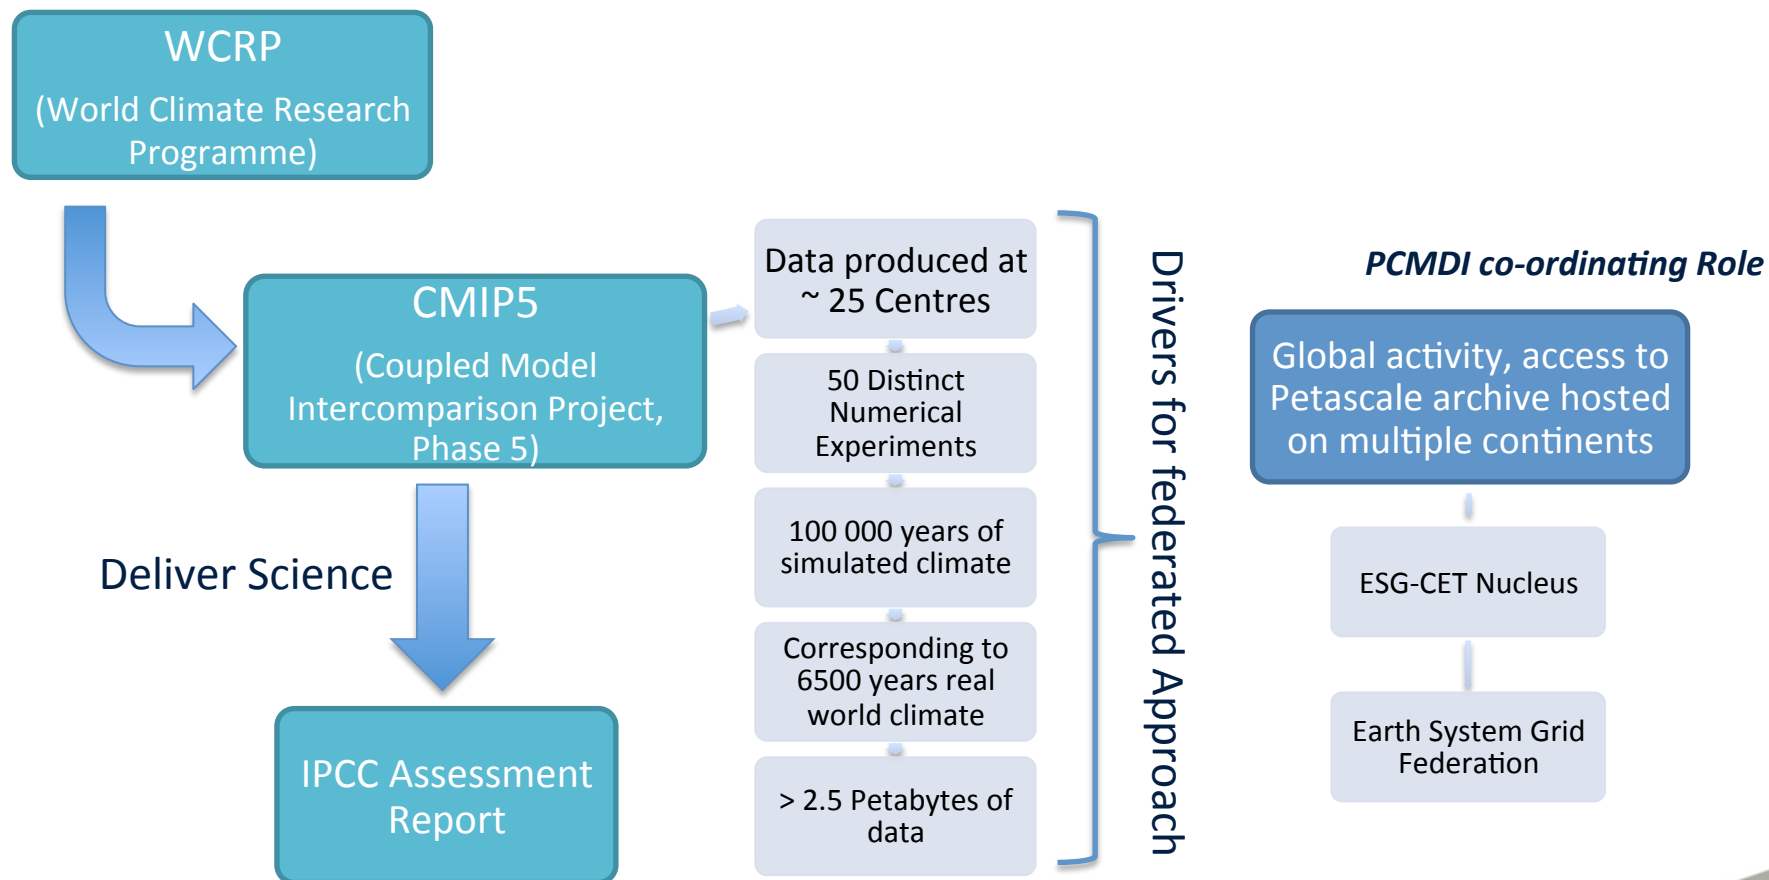 WCRP
(World Climate Research
Programme)
CMIP5
(Coupled Model
Intercomparison Project,
Phase 5)
Deliver Science
IPCC Assessment
Report
Data produced at
~ 25 Centres
50 Distinct
Numerical
Experiments
100 000 years of
simulated climate
Corresponding to
6500 years real
world climate
> 2.5 Petabytes of
data
Drivers for federated Approach
PCMDI co-ordinating Role
Global activity, access to
Petascale archive hosted
on multiple continents
ESG-CET Nucleus
Earth System Grid
Federation